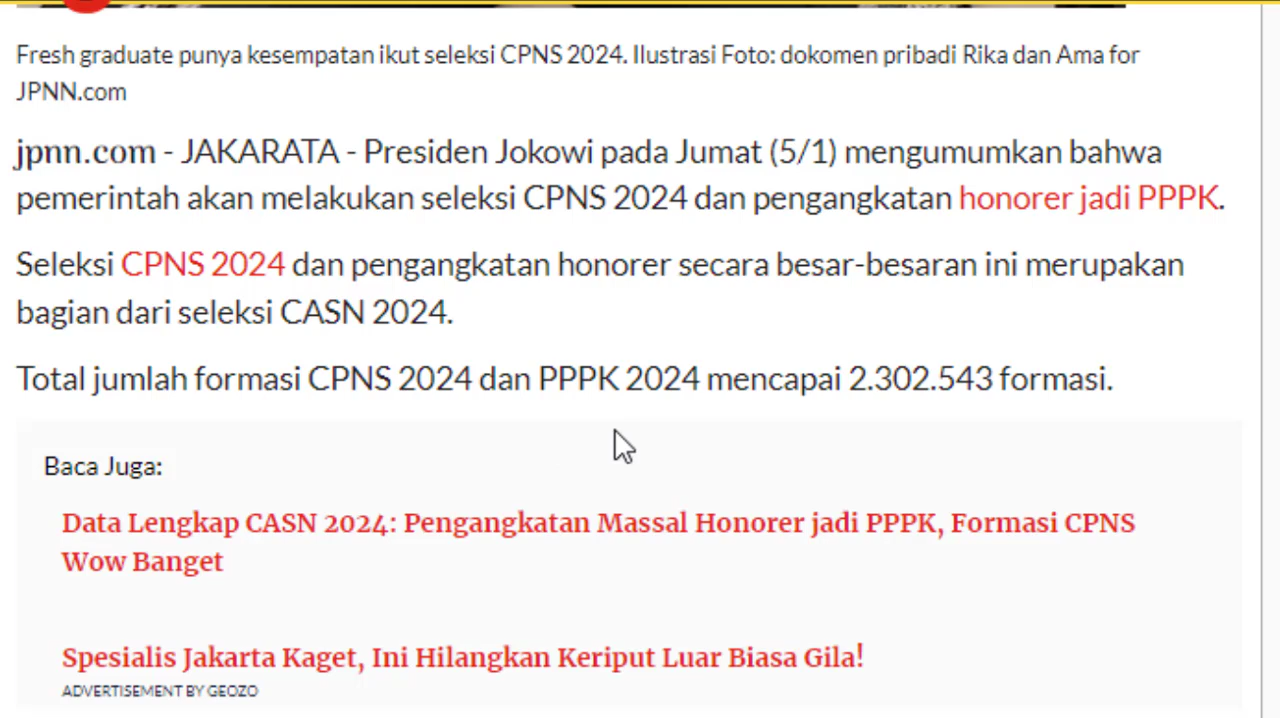 Fresh graduate punya kesempatan ikut seleksi CPNS 2024. Ilustrasi Foto: dokomen pribadi Rika dan Ama for
JPNN.com
jpnn.com - JAKARATA - Presiden Jokowi pada Jumat (5/1) mengumumkan bahwa
pemerintah akan melakukan seleksi CPNS 2024 dan pengangkatan honorer jadi PPPK.
Seleksi CPNS 2024 dan pengangkatan honorer secara besar-besaran ini merupakan
bagian dari seleksi CASN 2024.
Total jumlah formasi CPNS 2024 dan PPPK 2024 mencapai 2.302.543 formasi.
Baca Juga:
Data Lengkap CASN 2024: Pengangkatan Massal Honorer jadi PPPK, Formasi CPNS
Wow Banget
Spesialis Jakarta Kaget, Ini Hilangkan Keriput Luar Biasa Gila!
ADVERTISEMENT BY GEOZO